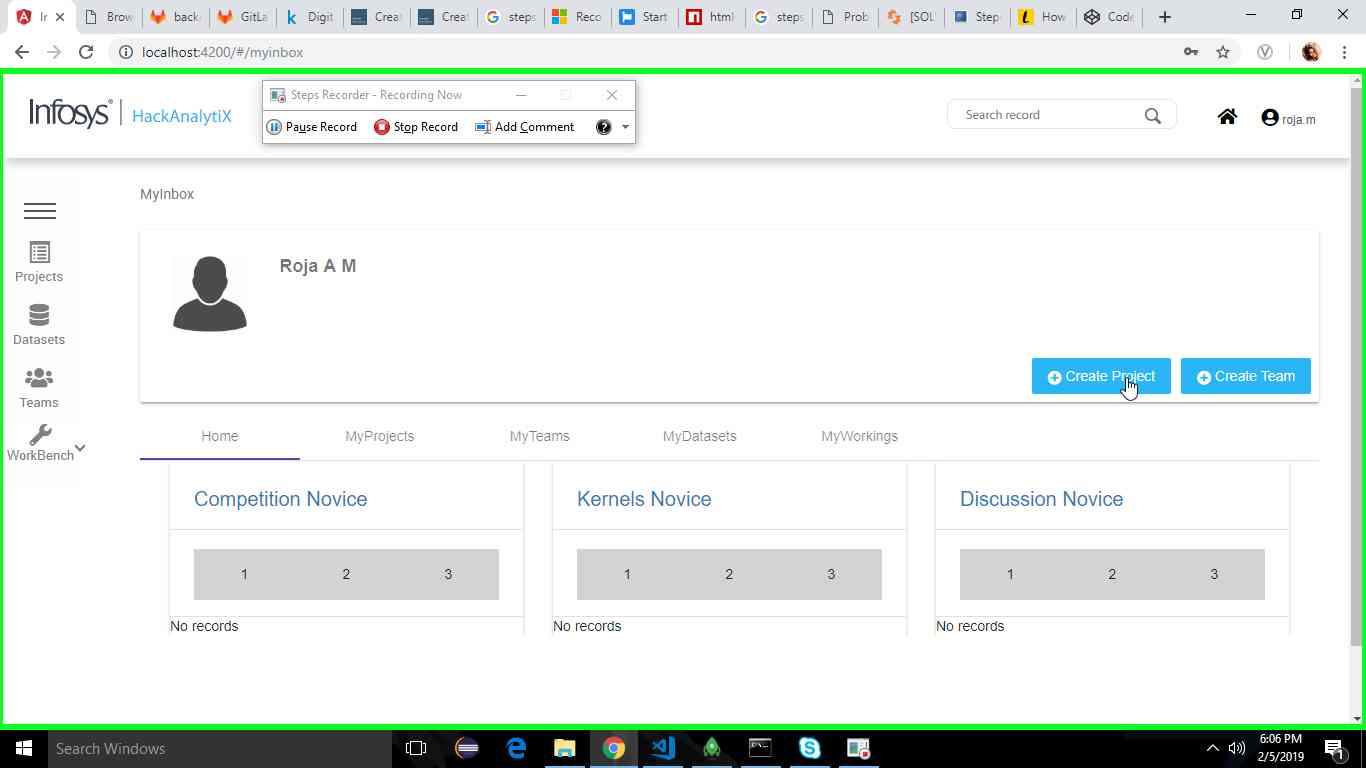 Ir
Brow
back
GitLa
Digit
Creat
Creat
steps
Reco
Start
html
steps
Prob
[SOL
Step
How
Code
localhost:4200/#/myinbox
Steps Recorder - Recording Now
Pause Record Stop Record Add Comment
Infosys | HackAnalytiX
Search record
roja.m
MyInbox
Projects
Datasets
Teams
WorkBench
Roja A M
Create Project
Create Team
Home MyProjects MyTeams MyDatasets MyWorkings
Competition Novice
1 2 3
No records
Kernels Novice
1 2 3
No records
Discussion Novice
1 2 3
No records
Search Windows
6:06 PM
2/5/2019
1